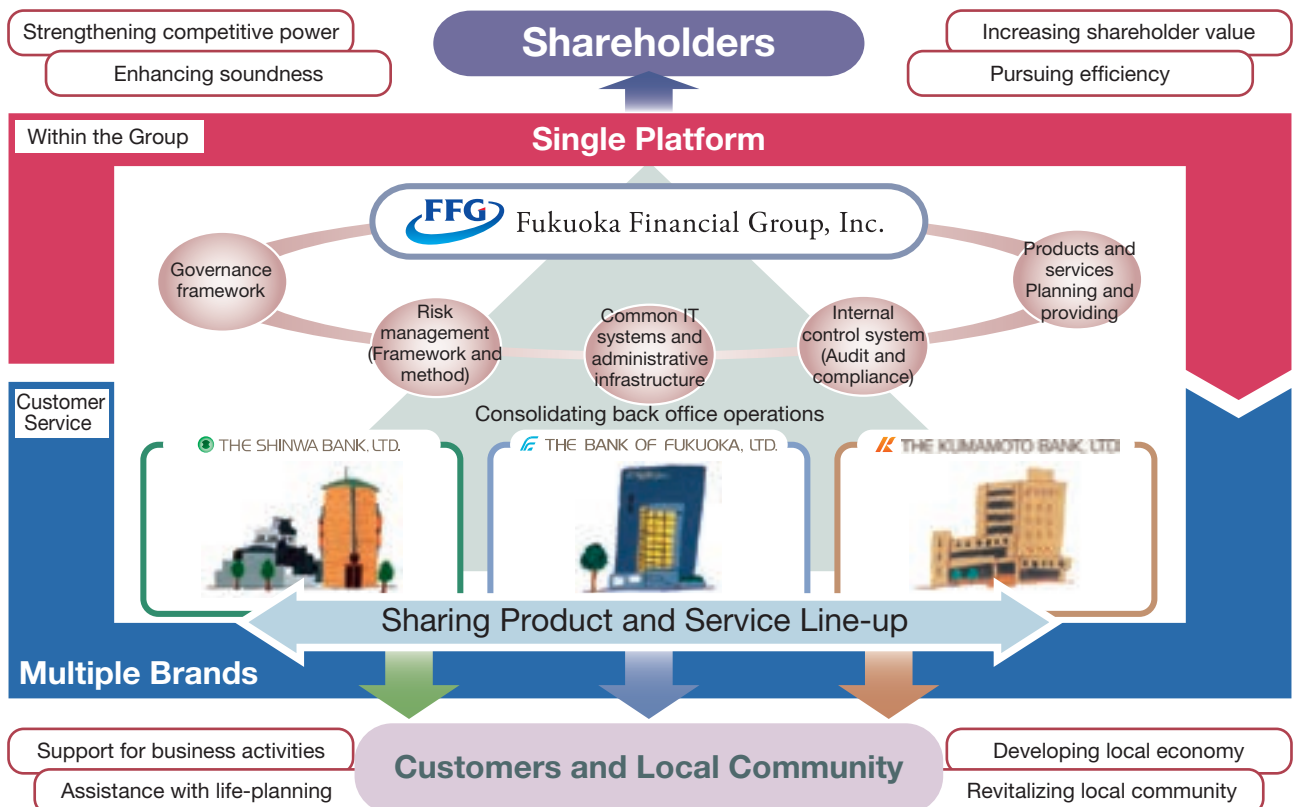 Strengthening competitive power
Enhancing soundness
Shareholders
Increasing shareholder value
Pursuing efficiency
Within the Group
Single Platform
FFG Fukuoka Financial Group, Inc.
Governance
framework
Risk
management
(Framework and
method)
Common IT
systems and
administrative
infrastructure
Internal
control system
(Audit and
compliance)
Products and
services
Planning and
providing
Consolidating back office operations
Customer
Service
THE SHINWA BANK, LTD.
THE BANK OF FUKUOKA, LTD.
THE KUMAMOTO BANK, LTD
Sharing Product and Service Line-up
Multiple Brands
Support for business activities
Assistance with life-planning
Customers and Local Community
Developing local economy
Revitalizing local community